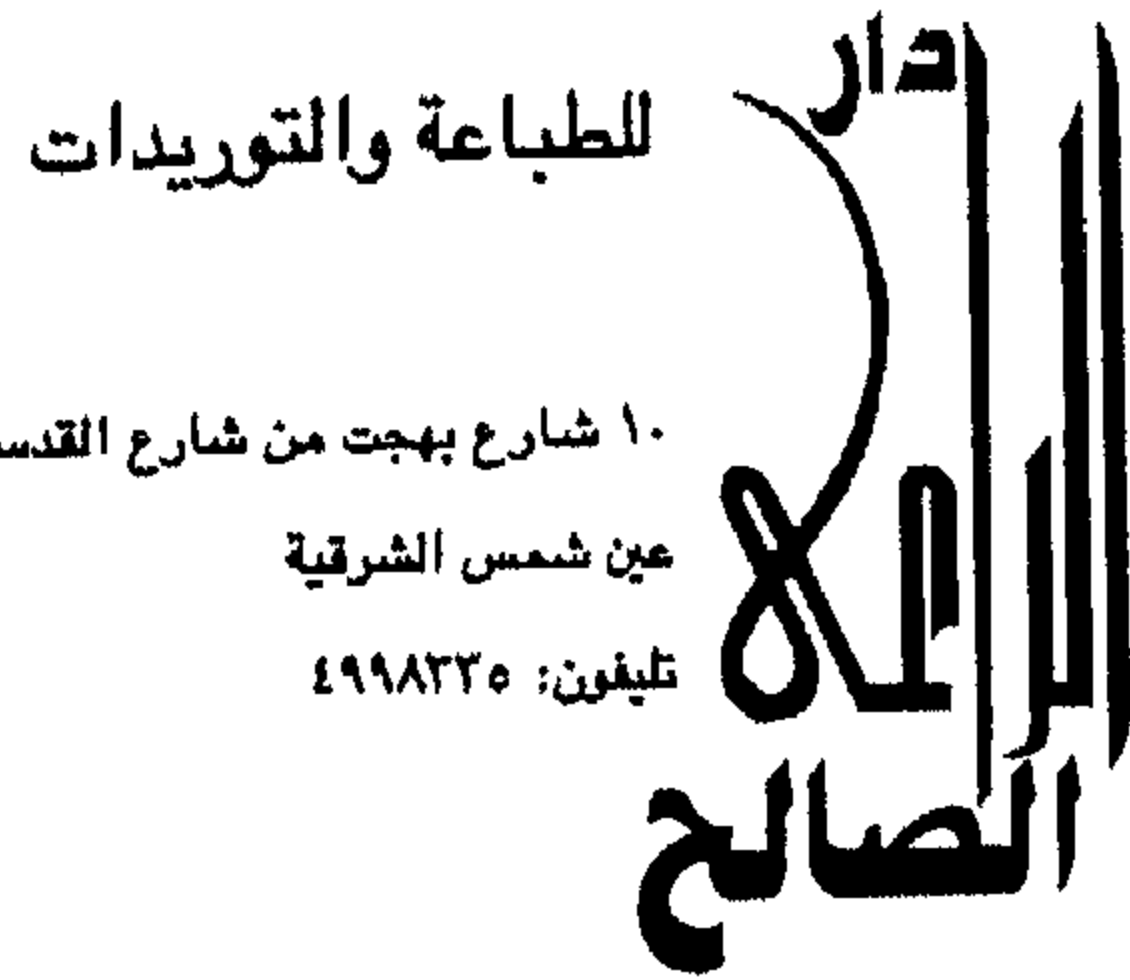 دار
الراعى
الصالح
للطباعة والتوريدات
١٠ شارع بهجت من شارع القدس
عين شمس الشرقية
تليفون: ٤٩٩٨٣٣٥